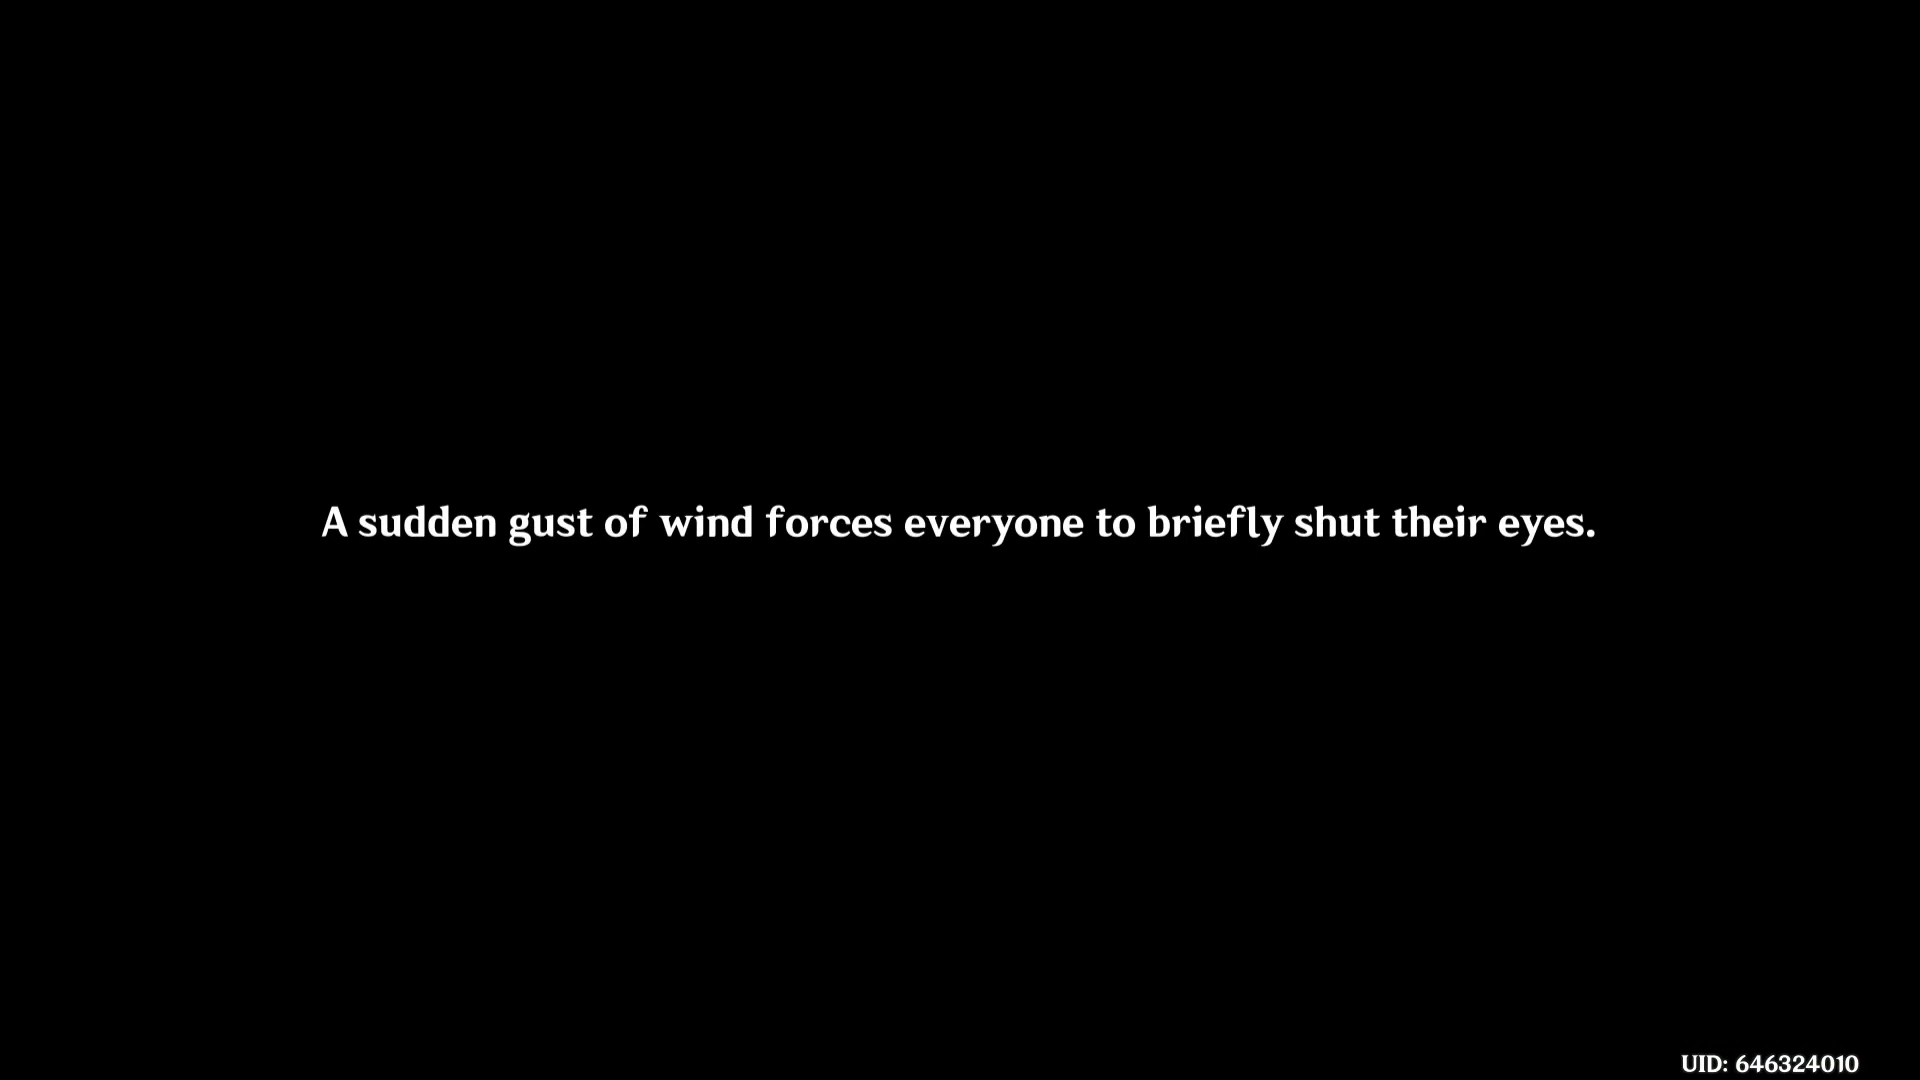 A sudden gust of wind forces everyone to briefly shut their eyes.
UID: 646324010